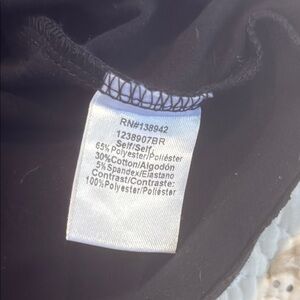 RN#138942
1238907BR
Self/Self.
65%Polyester/Poliéster
30%Cotton/Algodón
5%Spandex/Elastano
Contrast/Contraste:
100%Polyester/Poliéster